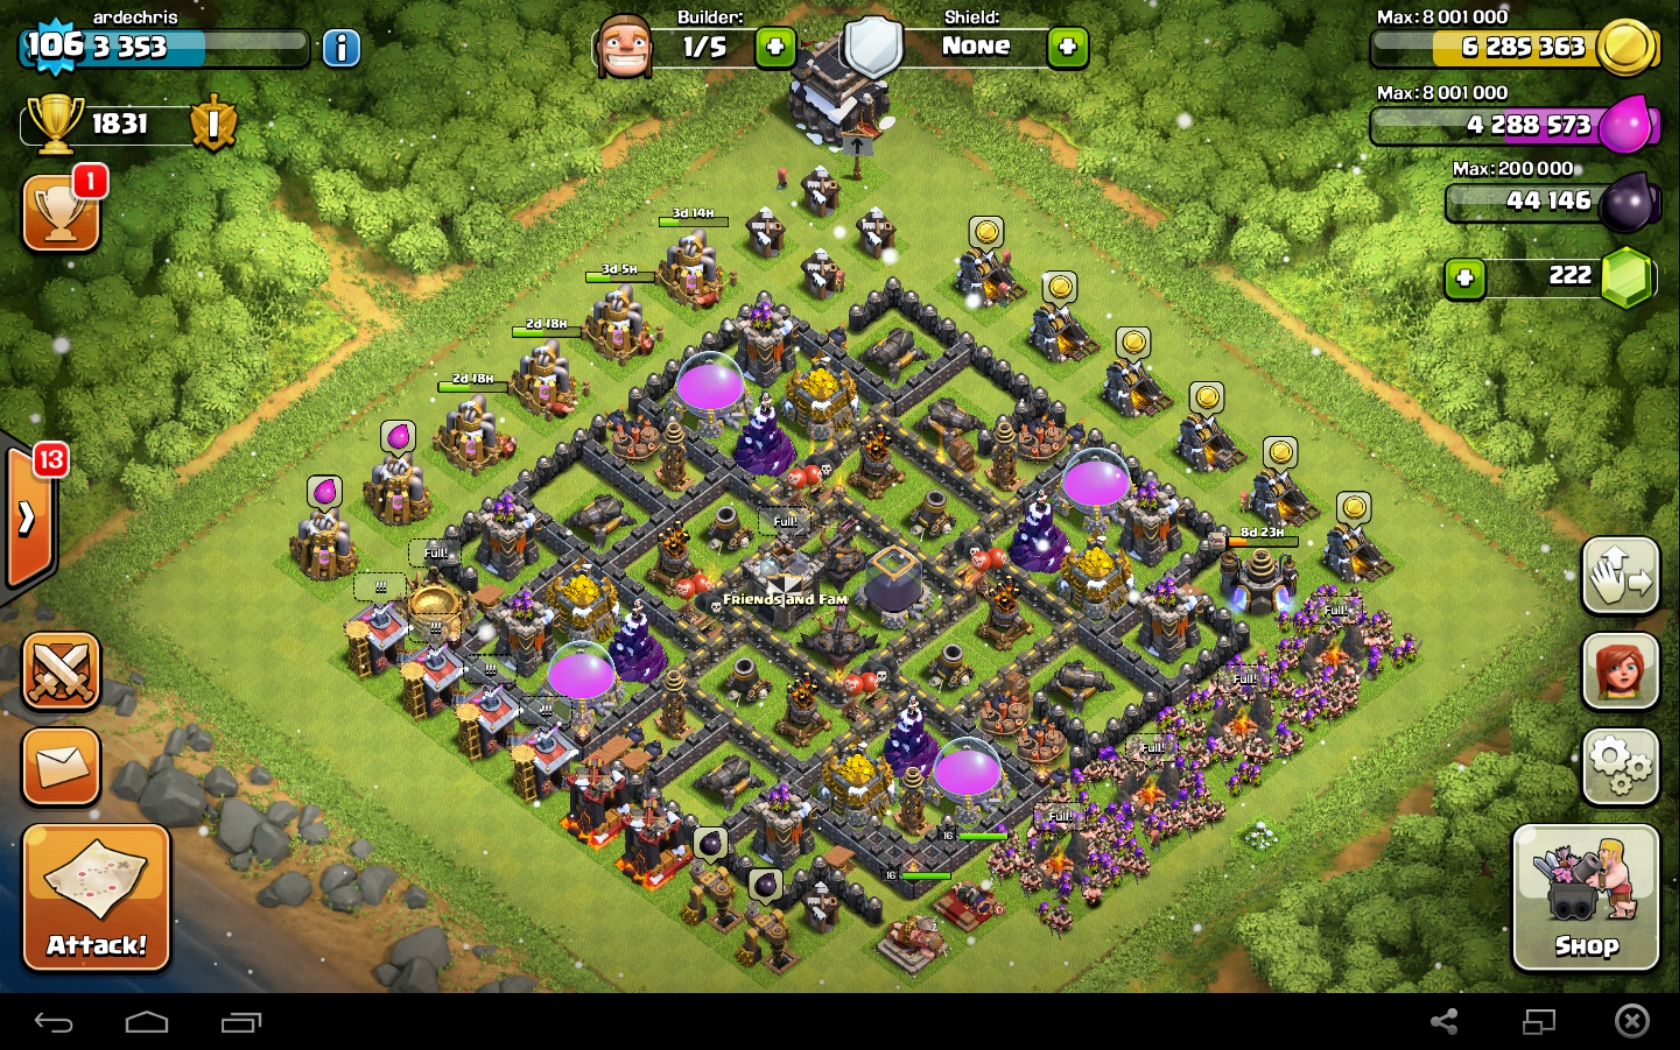 ardechris
106 3 353
i
Builder:
1/5
Shield:
None
Max: 8 001 000
6 285 363
Max: 8 001 000
4 288 573
Max: 200 000
44 146
222
1831
I
1
13
3d 14H
3d 5H
2d 18H
2d 18H
Full!
Full!
Friends and Fam
8d 23H
Full!
Full!
Full!
Full!
16
16
Attack!
Shop